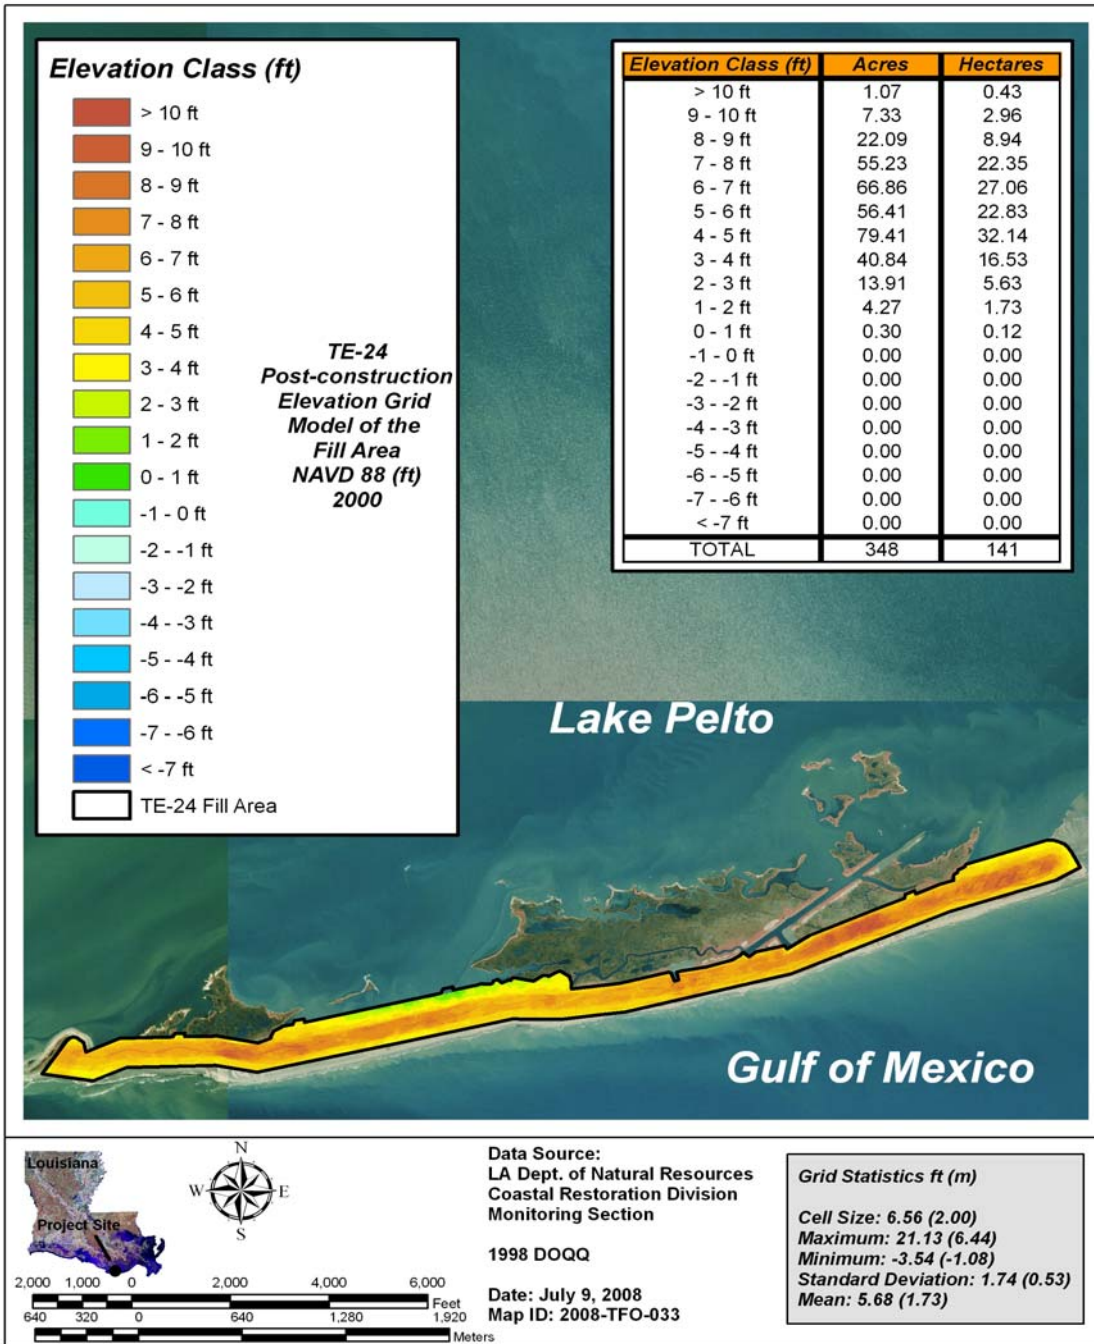 Elevation Class (ft)
> 10 ft
9 - 10 ft
8 - 9 ft
7 - 8 ft
6 - 7 ft
5 - 6 ft
4 - 5 ft
3 - 4 ft
2 - 3 ft
1 - 2 ft
0 - 1 ft
-1 - 0 ft
-2 - -1 ft
-3 - -2 ft
-4 - -3 ft
-5 - -4 ft
-6 - -5 ft
-7 - -6 ft
< -7 ft
TE-24 Fill Area
TE-24
Post-construction
Elevation Grid
Model of the
Fill Area
NAVD 88 (ft)
2000
Elevation Class (ft) Acres Hectares
> 10 ft 1.07 0.43
9 - 10 ft 7.33 2.96
8 - 9 ft 22.09 8.94
7 - 8 ft 55.23 22.35
6 - 7 ft 66.86 27.06
5 - 6 ft 56.41 22.83
4 - 5 ft 79.41 32.14
3 - 4 ft 40.84 16.53
2 - 3 ft 13.91 5.63
1 - 2 ft 4.27 1.73
0 - 1 ft 0.30 0.12
-1 - 0 ft 0.00 0.00
-2 - -1 ft 0.00 0.00
-3 - -2 ft 0.00 0.00
-4 - -3 ft 0.00 0.00
-5 - -4 ft 0.00 0.00
-6 - -5 ft 0.00 0.00
-7 - -6 ft 0.00 0.00
< -7 ft 0.00 0.00
TOTAL 348 141
Lake Pelto
Gulf of Mexico
Louisiana
Project Site
N
W E
S
2,000 1,000 0 2,000 4,000 6,000
Feet
640 320 0 640 1,280 1,920
Meters
Data Source:
LA Dept. of Natural Resources
Coastal Restoration Division
Monitoring Section
1998 DOQQ
Date: July 9, 2008
Map ID: 2008-TFO-033
Grid Statistics ft (m)
Cell Size: 6.56 (2.00)
Maximum: 21.13 (6.44)
Minimum: -3.54 (-1.08)
Standard Deviation: 1.74 (0.53)
Mean: 5.68 (1.73)